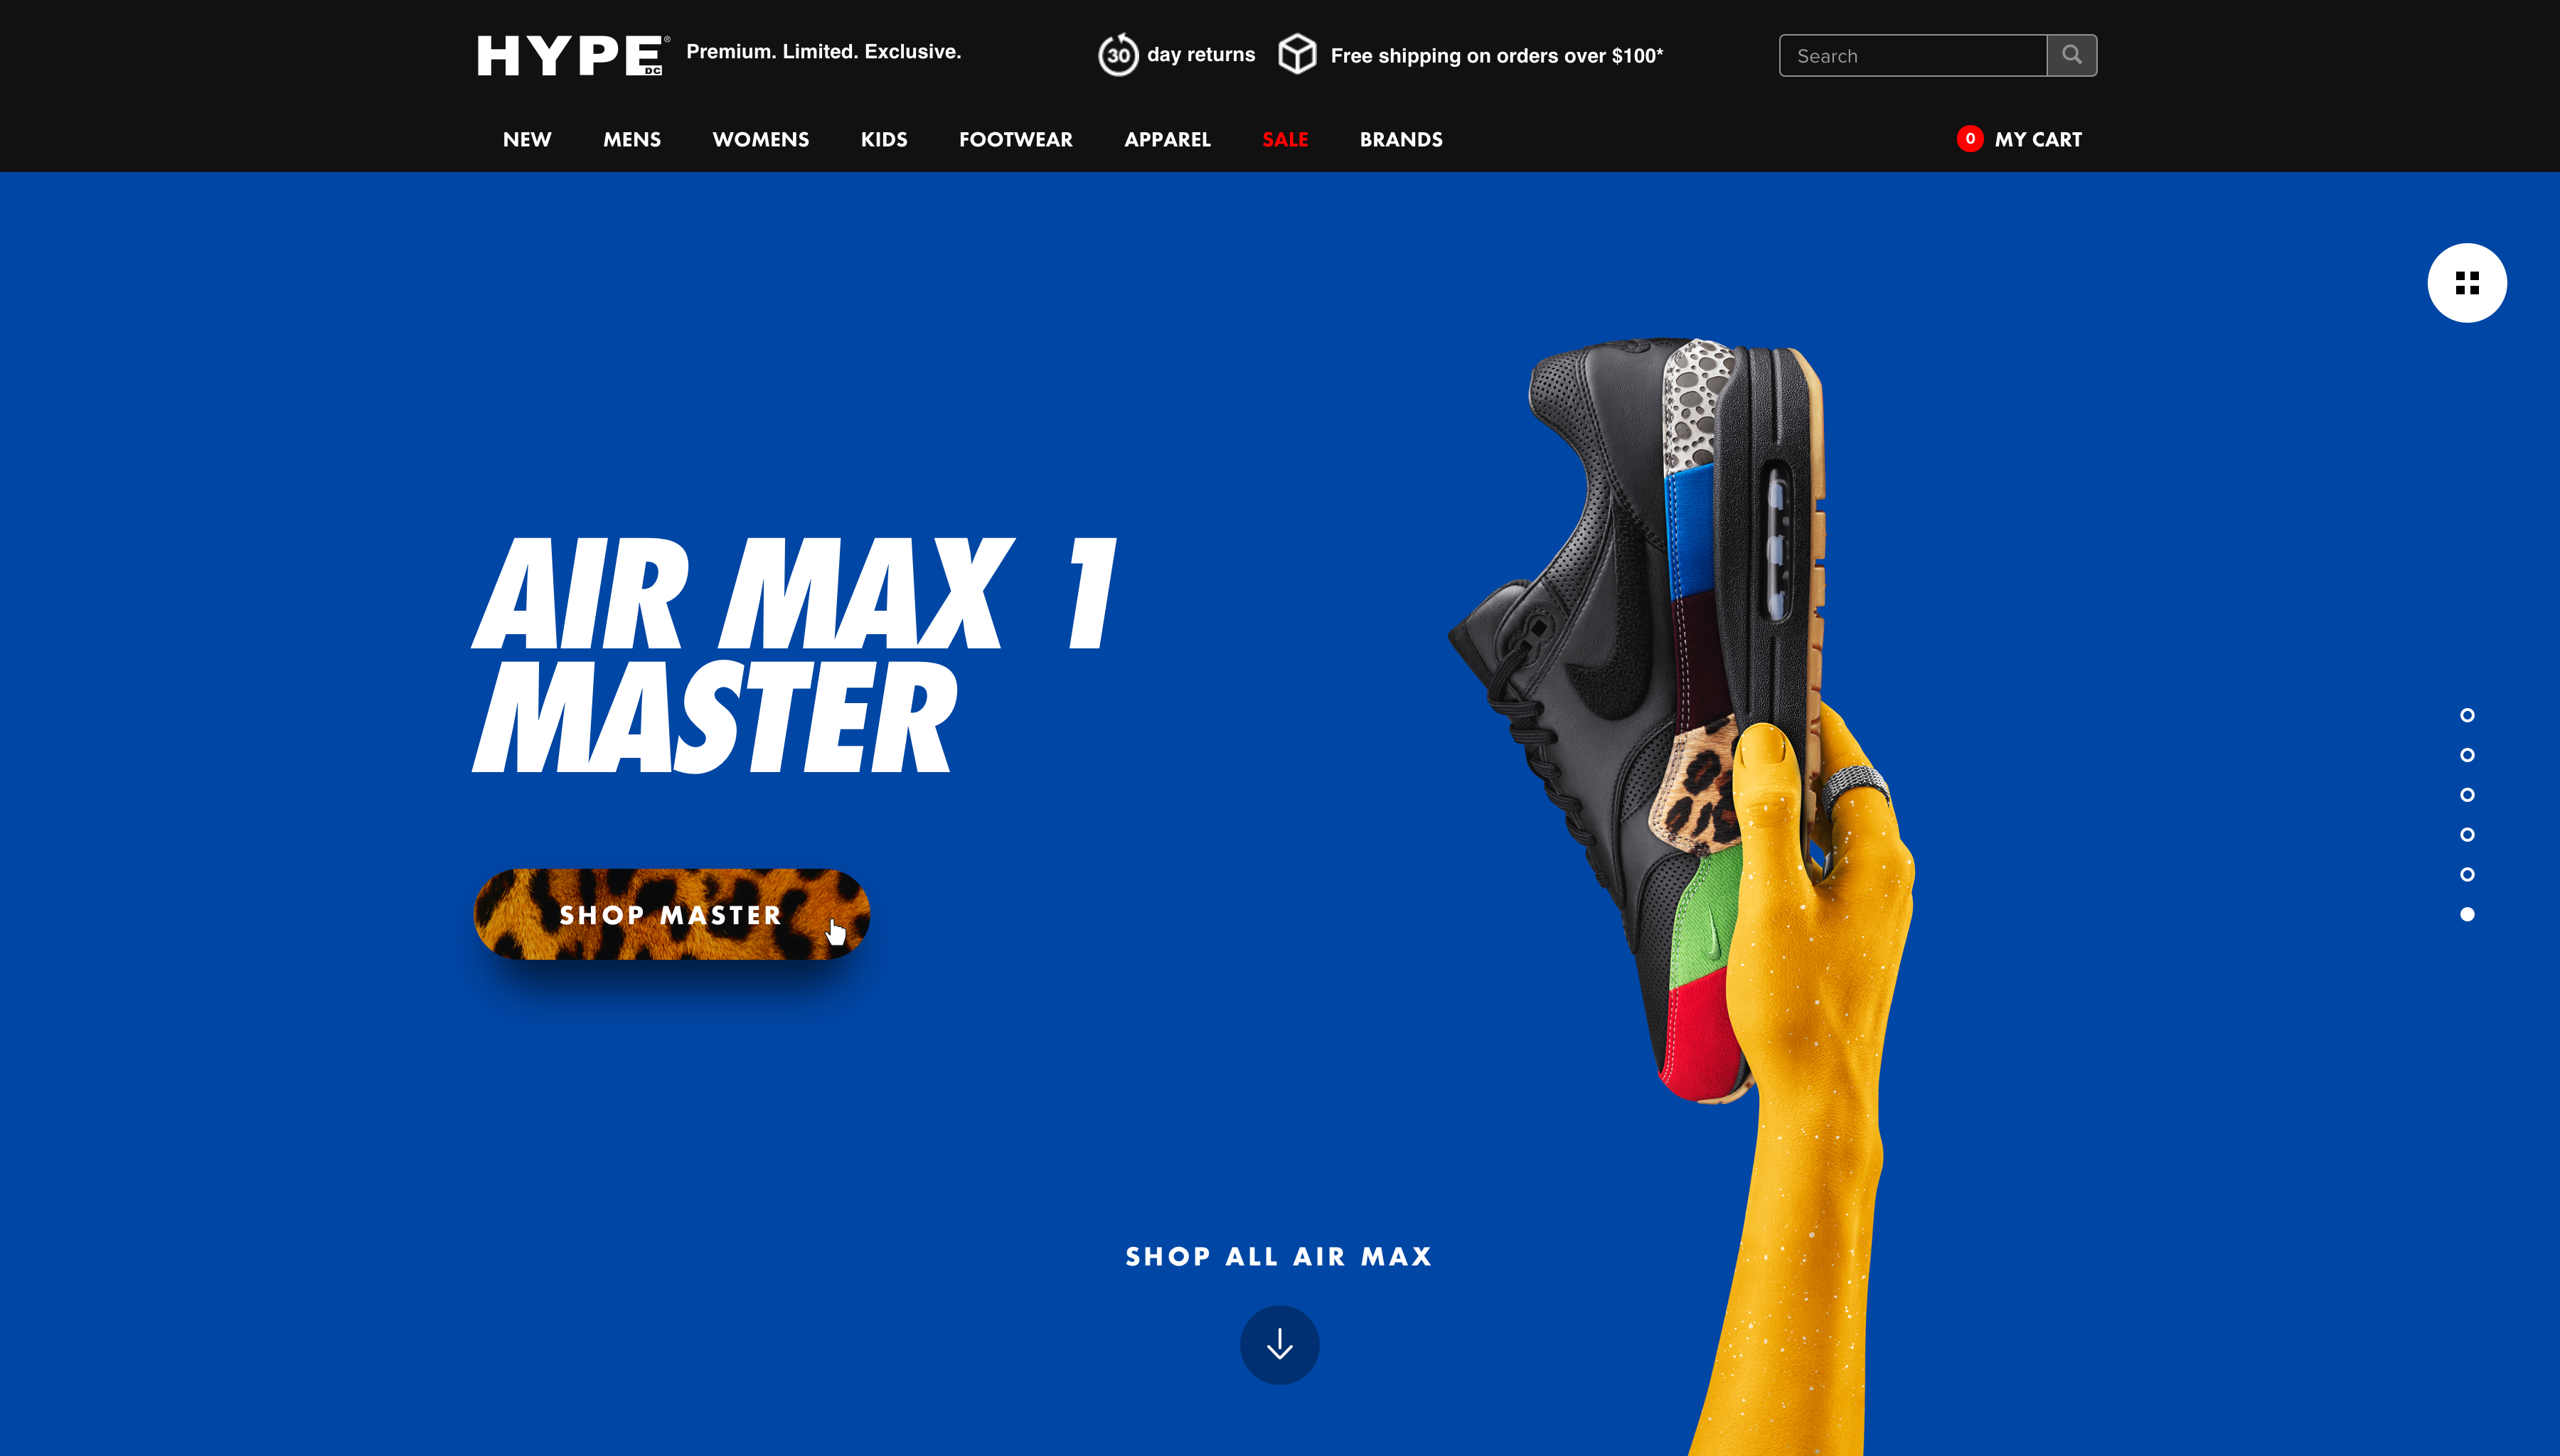 HYPE DC® Premium. Limited. Exclusive.
30 day returns
Free shipping on orders over $100*
Search
NEW MENS WOMENS KIDS FOOTWEAR APPAREL SALE BRANDS
0 MY CART
AIR MAX 1
MASTER
SHOP MASTER
SHOP ALL AIR MAX